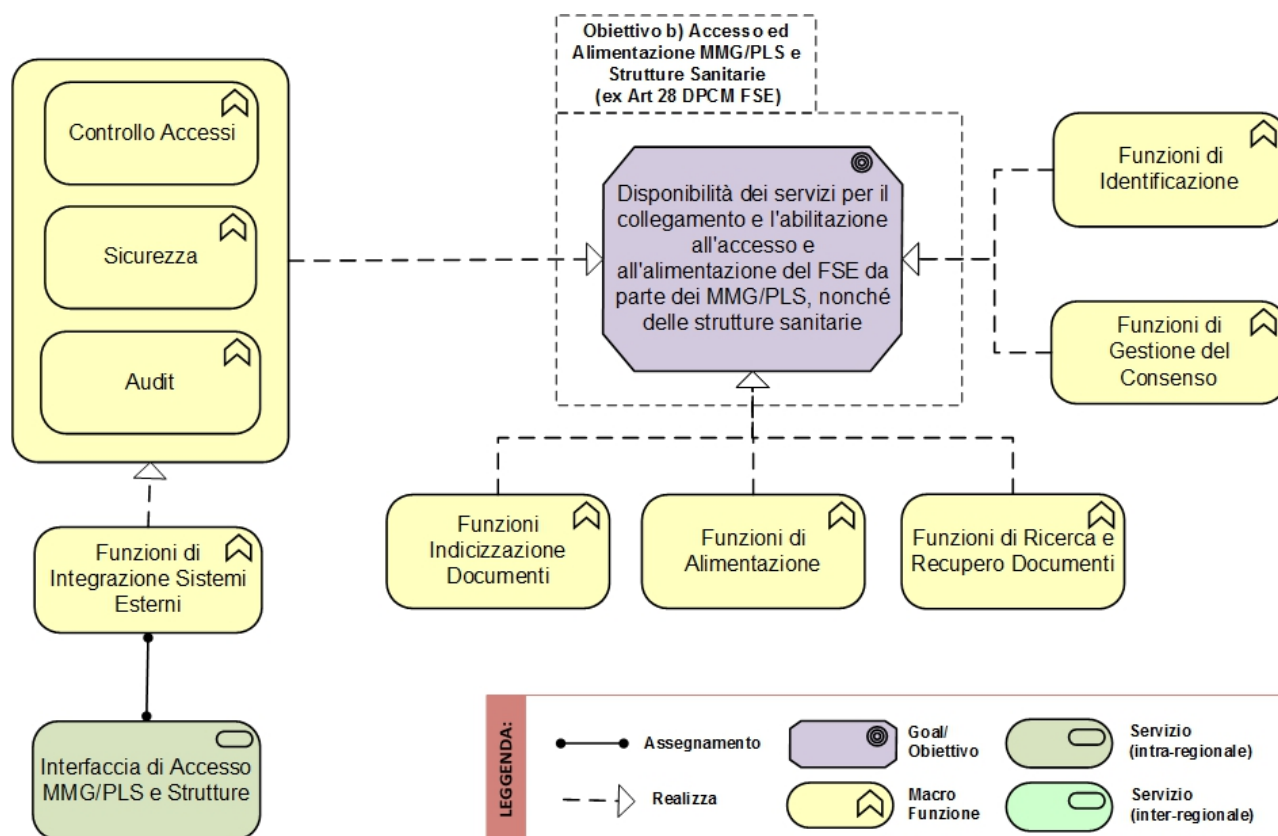 Obiettivo b) Accesso ed
Alimentazione MMG/PLS e
Strutture Sanitarie
(ex Art 28 DPCM FSE)
Controllo Accessi
Sicurezza
Audit
Disponibilità dei servizi per il
collegamento e l'abilitazione
all'accesso e
all'alimentazione del FSE da
parte dei MMG/PLS, nonché
delle strutture sanitarie
Funzioni di
Identificazione
Funzioni di
Gestione del
Consenso
Funzioni
Indicizzazione
Documenti
Funzioni di
Alimentazione
Funzioni di Ricerca e
Recupero Documenti
Funzioni di
Integrazione Sistemi
Esterni
Interfaccia di Accesso
MMG/PLS e Strutture
LEGGENDA:
Assegnamento
Realizza
Goal/
Obiettivo
Macro
Funzione
Servizio
(intra-regionale)
Servizio
(inter-regionale)